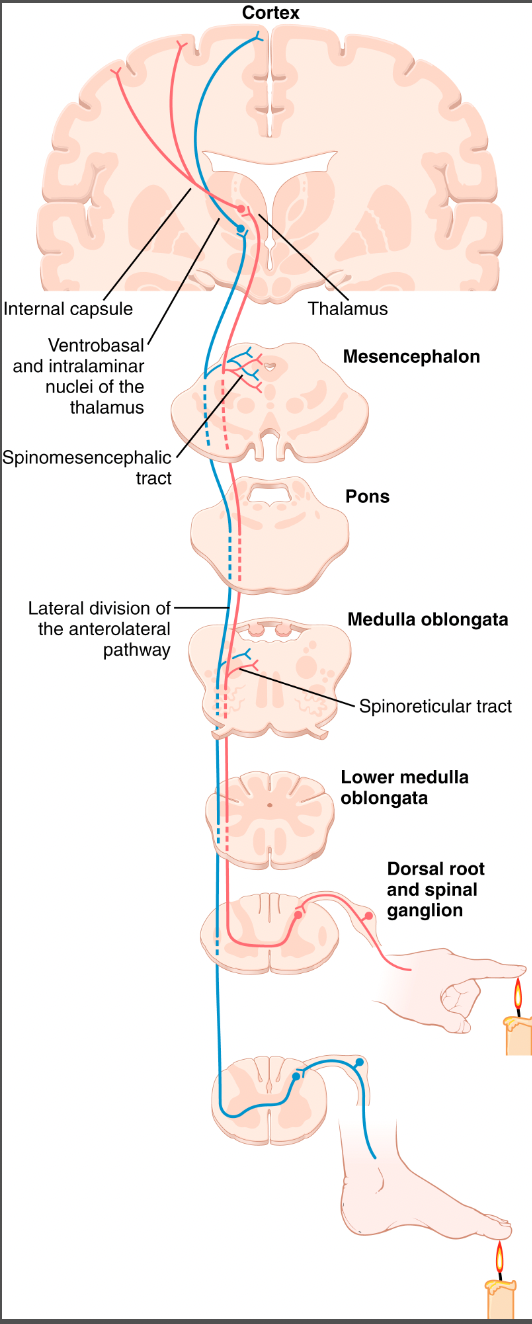 Cortex
Internal capsule
Thalamus
Ventrobasal
and intralaminar
nuclei of the
thalamus
Mesencephalon
Spinomesencephalic
tract
Pons
Lateral division of
the anterolateral
pathway
Medulla oblongata
Spinoreticular tract
Lower medulla
oblongata
Dorsal root
and spinal
ganglion